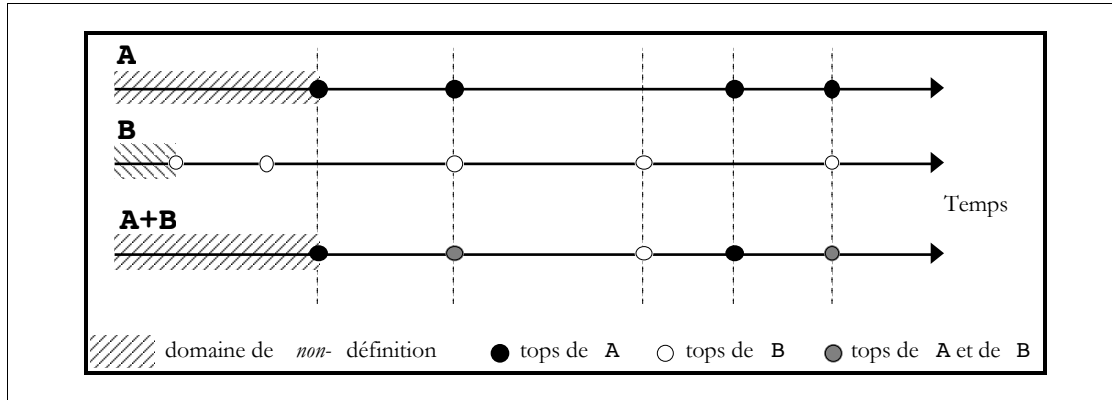 A
B
Temps
A+B
domaine de non- définition tops de A tops de B tops de A et de B